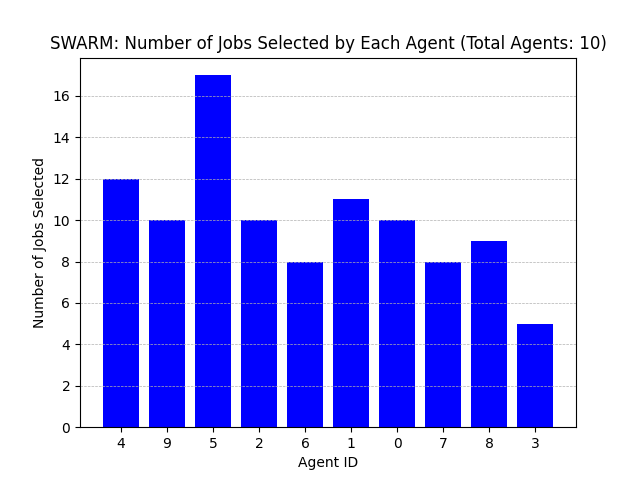 SWARM: Number of Jobs Selected by Each Agent (Total Agents: 10)
Number of Jobs Selected
16
14
12
10
8
6
4
2
0
4 9 5 2 6 1 0 7 8 3
Agent ID